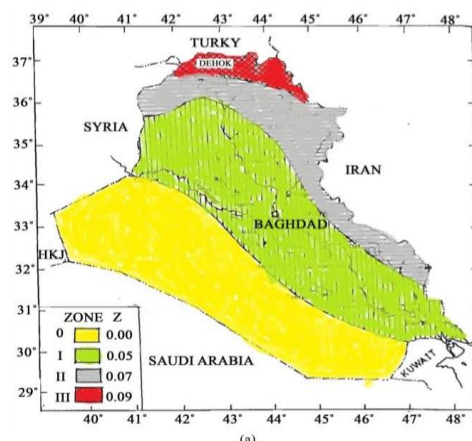 39° 40° 41° 42° 43° 44° 45° 46° 47° 48°
37°
36°
35°
34°
33°
32°
31°
30°
29°
TURKY
DEHOK
SYRIA
IRAN
BAGHDAD
HKJ
SAUDI ARABIA
KUWAIT
ZONE Z
0 0.00
I 0.05
II 0.07
III 0.09
40° 41° 42° 43° 44° 45° 46° 47° 48°
(a)